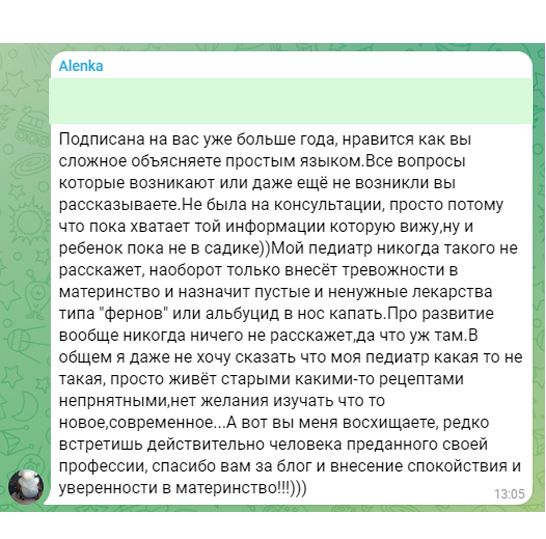 Alenka
Подписана на вас уже больше года, нравится как вы
сложное объясняете простым языком.Все вопросы
которые возникают или даже ещё не возникли вы
рассказываете.Не была на консультации, просто потому
что пока хватает той информации которую вижу,ну и
ребенок пока не в садике))Мой педиатр никогда такого не
расскажет, наоборот только внесёт тревожности в
материнство и назначит пустые и ненужные лекарства
типа "фернов" или альбуцид в нос капать.Про развитие
вообще никогда ничего не расскажет,да что уж там.В
общем я даже не хочу сказать что моя педиатр какая то не
такая, просто живёт старыми какими-то рецептами
непрнятными,нет желания изучать что то
новое,современное...А вот вы меня восхищаете, редко
встретишь действительно человека преданного своей
профессии, спасибо вам за блог и внесение спокойствия и
уверенности в материнство!!!)))
13:05